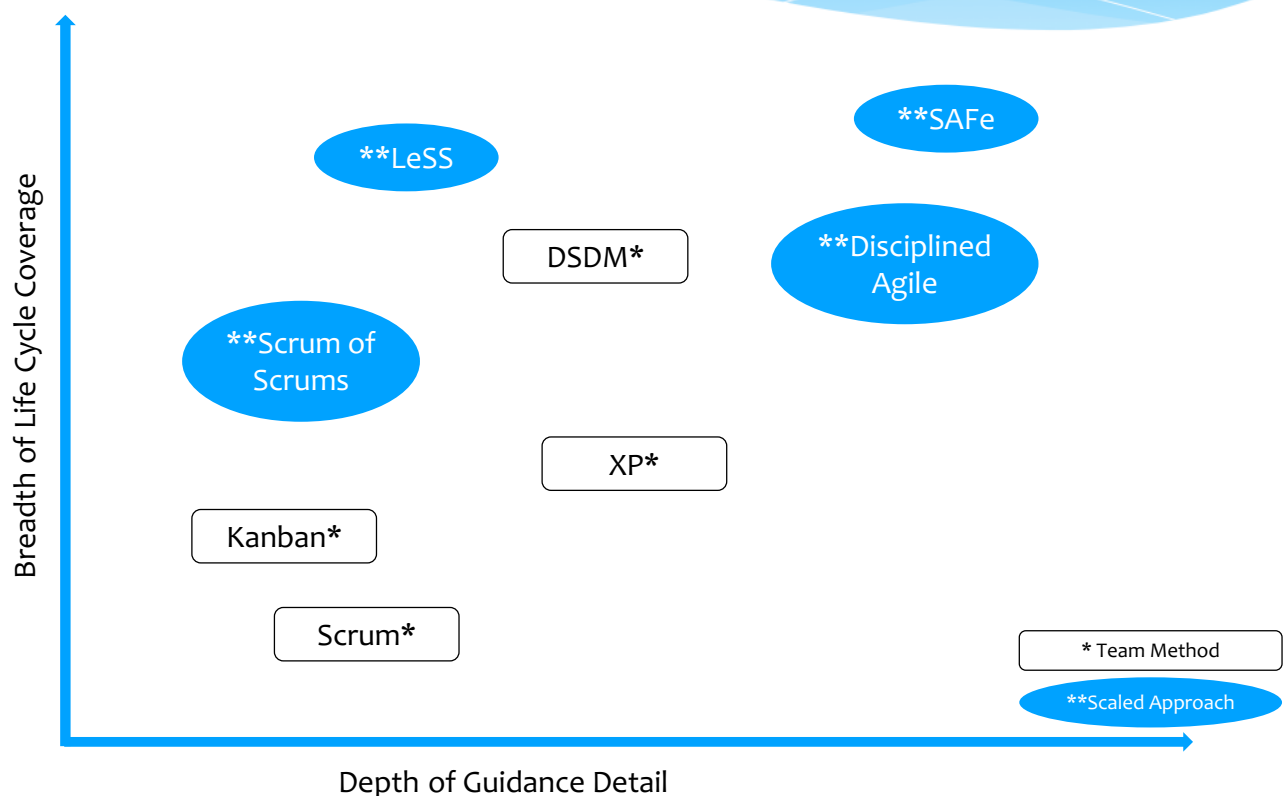 **SAFe
**LeSS
DSDM*
**Disciplined
Agile
**Scrum of
Scrums
XP*
Kanban*
Scrum*
Breadth of Life Cycle Coverage
* Team Method
**Scaled Approach
Depth of Guidance Detail